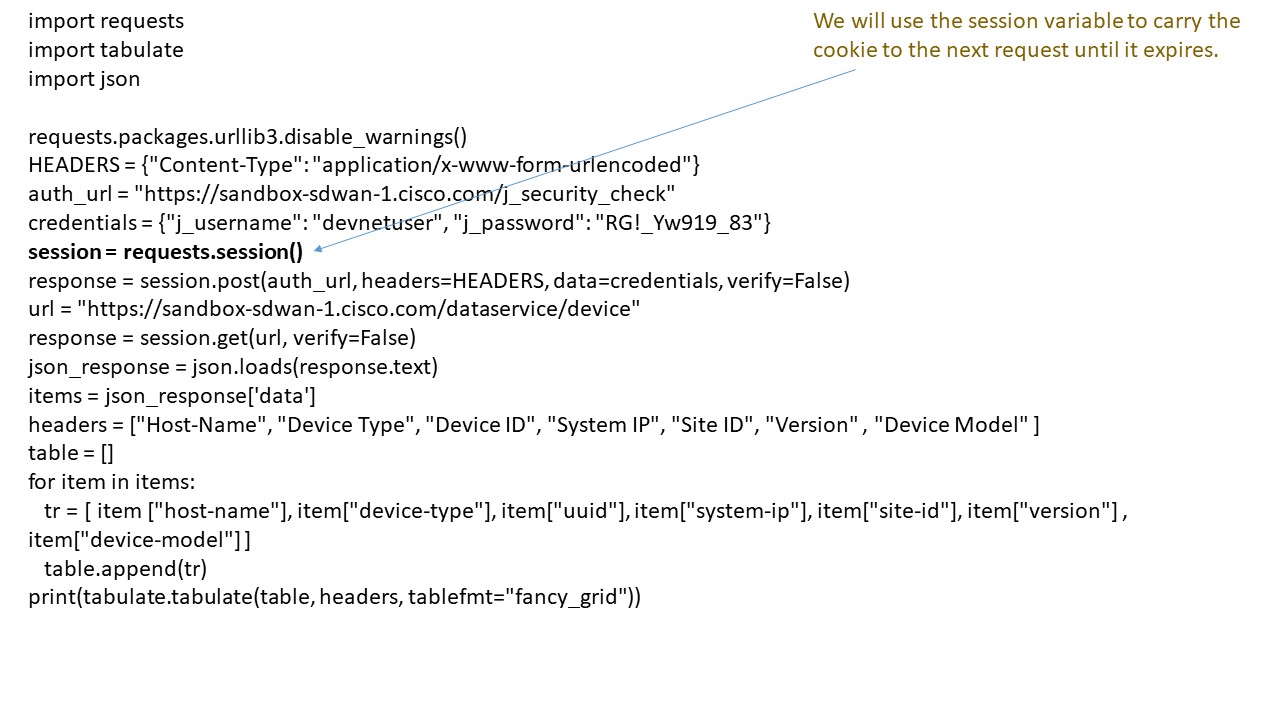 import requests
import tabulate
import json
We will use the session variable to carry the
cookie to the next request until it expires.
requests.packages.urllib3.disable_warnings()
HEADERS = {"Content-Type": "application/x-www-form-urlencoded"}
auth_url = "https://sandbox-sdwan-1.cisco.com/j_security_check"
credentials = {"j_username": "devnetuser", "j_password": "RG!_Yw919_83"}
session = requests.session()
response = session.post(auth_url, headers=HEADERS, data=credentials, verify=False)
url = "https://sandbox-sdwan-1.cisco.com/dataservice/device"
response = session.get(url, verify=False)
json_response = json.loads(response.text)
items = json_response['data']
headers = ["Host-Name", "Device Type", "Device ID", "System IP", "Site ID", "Version" , "Device Model" ]
table = []
for item in items:
tr = [ item ["host-name"], item["device-type"], item["uuid"], item["system-ip"], item["site-id"], item["version"] ,
item["device-model"] ]
table.append(tr)
print(tabulate.tabulate(table, headers, tablefmt="fancy_grid"))